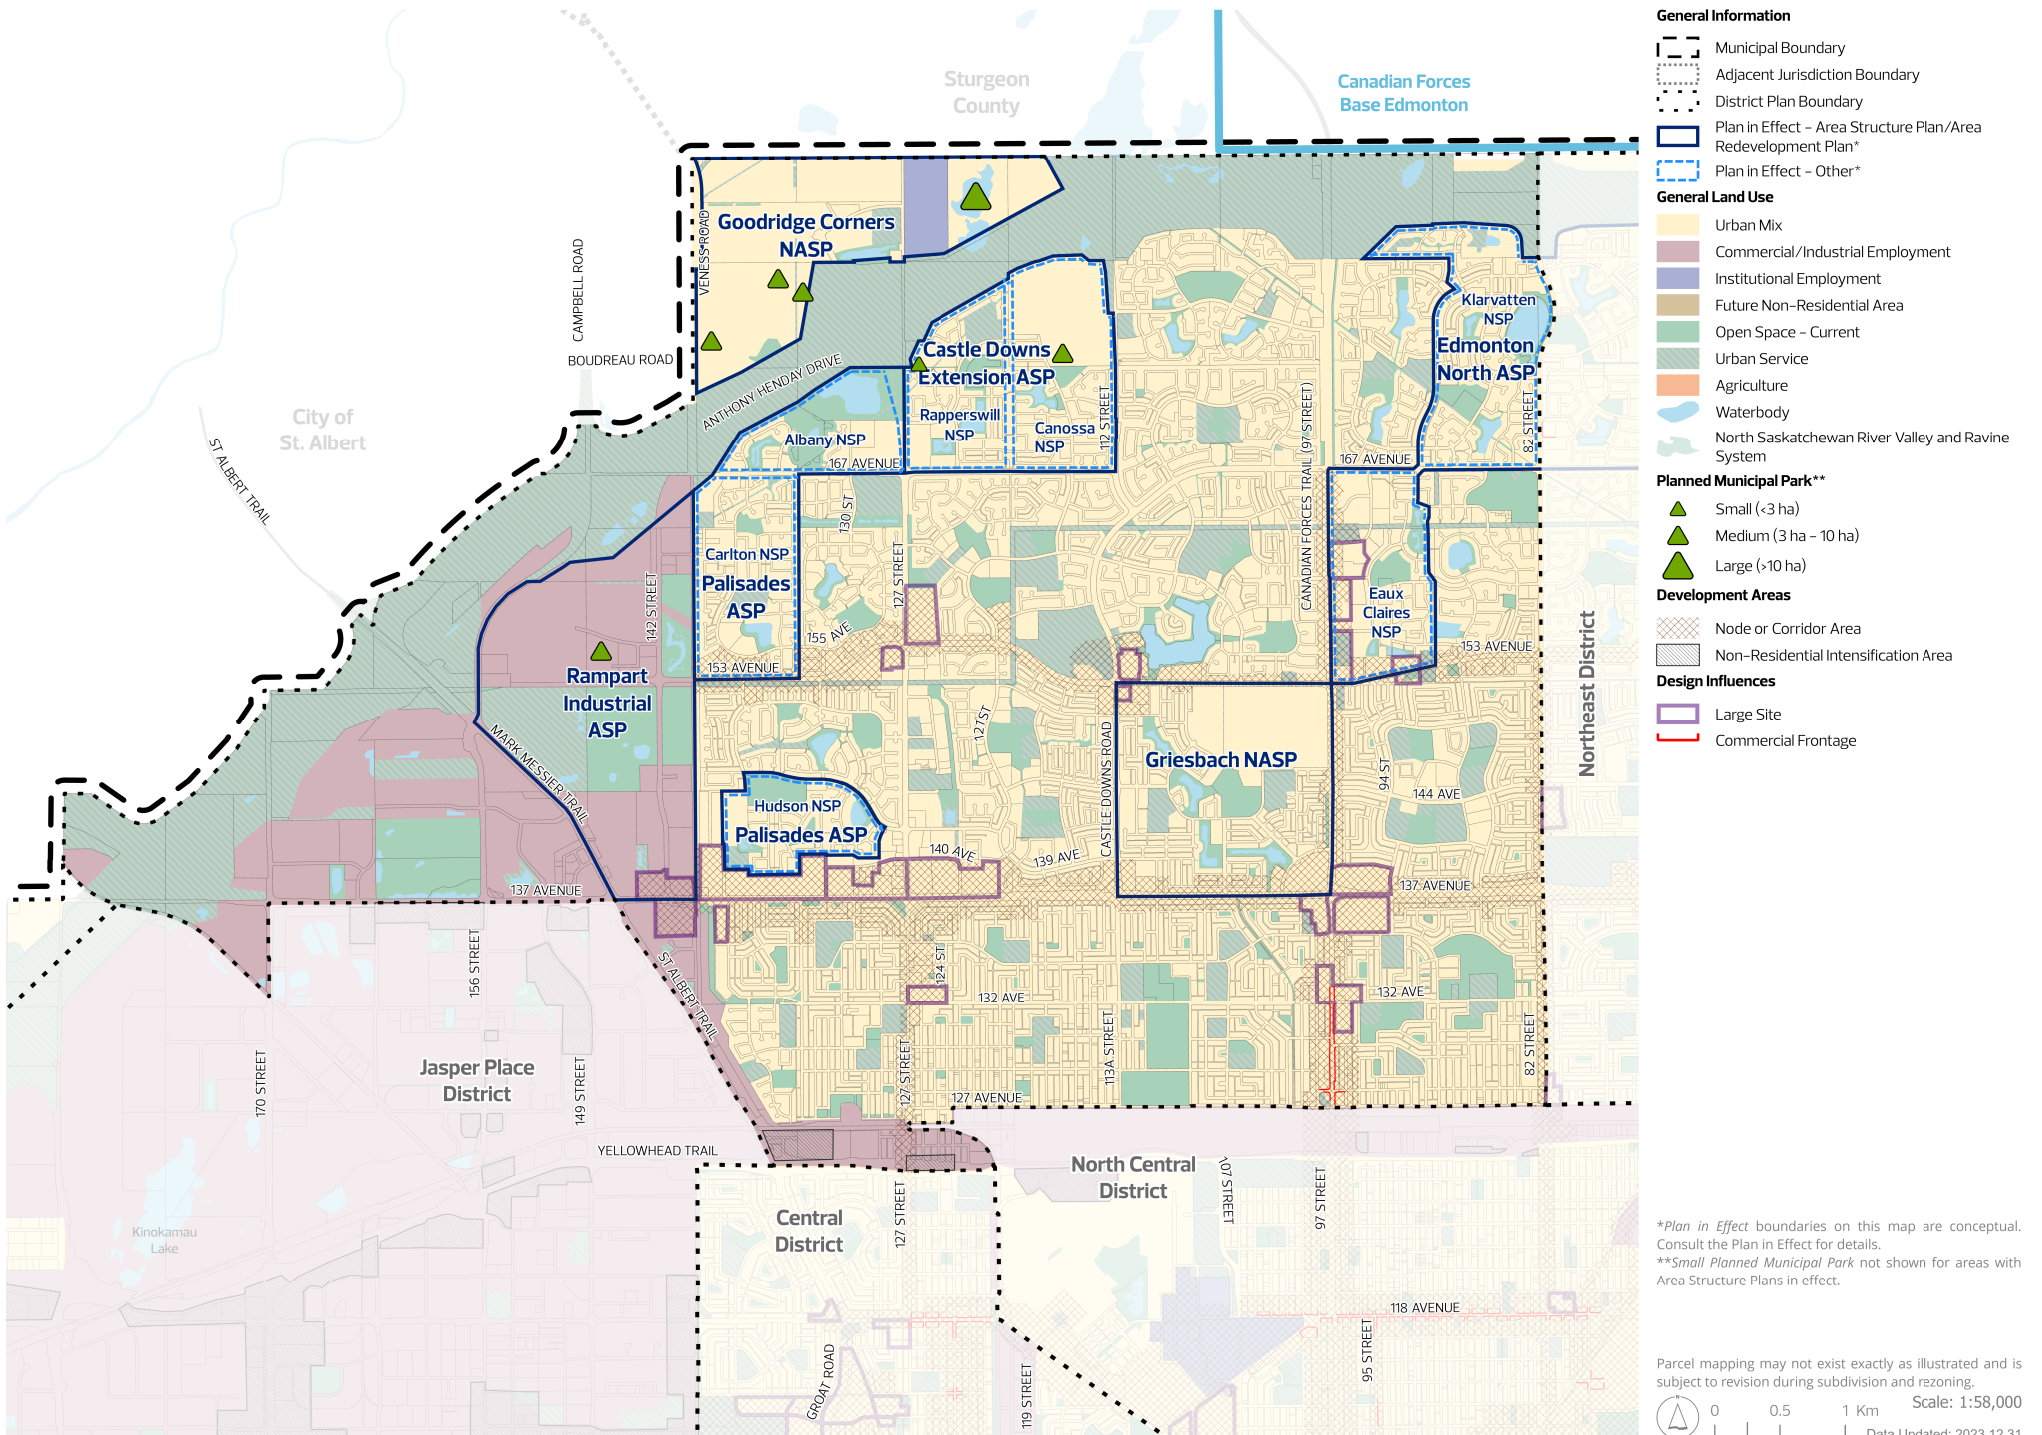 Sturgeon
County
Canadian Forces
Base Edmonton
City of
St. Albert
CAMPBELL ROAD
BOUDREAU ROAD
ST ALBERT TRAIL
VENESS ROAD
Goodridge Corners
NASP
ANTHONY HENDAY DRIVE
Castle Downs
Extension ASP
Rapperswill
NSP
Canossa
NSP
112 STREET
Albany NSP
167 AVENUE
Klarvatten
NSP
Edmonton
North ASP
82 STREET
167 AVENUE
CANADIAN FORCES TRAIL (97 STREET)
130 ST
127 STREET
Carlton NSP
Palisades
ASP
155 AVE
153 AVENUE
142 STREET
Rampart
Industrial
ASP
MARK MESSIER TRAIL
Eaux
Claires
NSP
153 AVENUE
Northeast District
121 ST
CASTLE DOWNS ROAD
Griesbach NASP
94 ST
144 AVE
Hudson NSP
Palisades ASP
140 AVE
139 AVE
137 AVENUE
137 AVENUE
156 STREET
ST ALBERT TRAIL
124 ST
132 AVE
132 AVE
170 STREET
Jasper Place
District
149 STREET
127 STREET
113A STREET
127 AVENUE
82 STREET
YELLOWHEAD TRAIL
North Central
District
107 STREET
97 STREET
Central
District
127 STREET
Kinokamau
Lake
118 AVENUE
95 STREET
GROAT ROAD
119 STREET
General Information
Municipal Boundary
Adjacent Jurisdiction Boundary
District Plan Boundary
Plan in Effect – Area Structure Plan/Area
Redevelopment Plan*
Plan in Effect – Other*
General Land Use
Urban Mix
Commercial/Industrial Employment
Institutional Employment
Future Non-Residential Area
Open Space - Current
Urban Service
Agriculture
Waterbody
North Saskatchewan River Valley and Ravine
System
Planned Municipal Park**
Small (<3 ha)
Medium (3 ha - 10 ha)
Large (>10 ha)
Development Areas
Node or Corridor Area
Non-Residential Intensification Area
Design Influences
Large Site
Commercial Frontage
*Plan in Effect boundaries on this map are conceptual.
Consult the Plan in Effect for details.
**Small Planned Municipal Park not shown for areas with
Area Structure Plans in effect.
Parcel mapping may not exist exactly as illustrated and is
subject to revision during subdivision and rezoning.
N
0 0.5 1 Km
Scale: 1:58,000
Data Updated: 2023.12.31